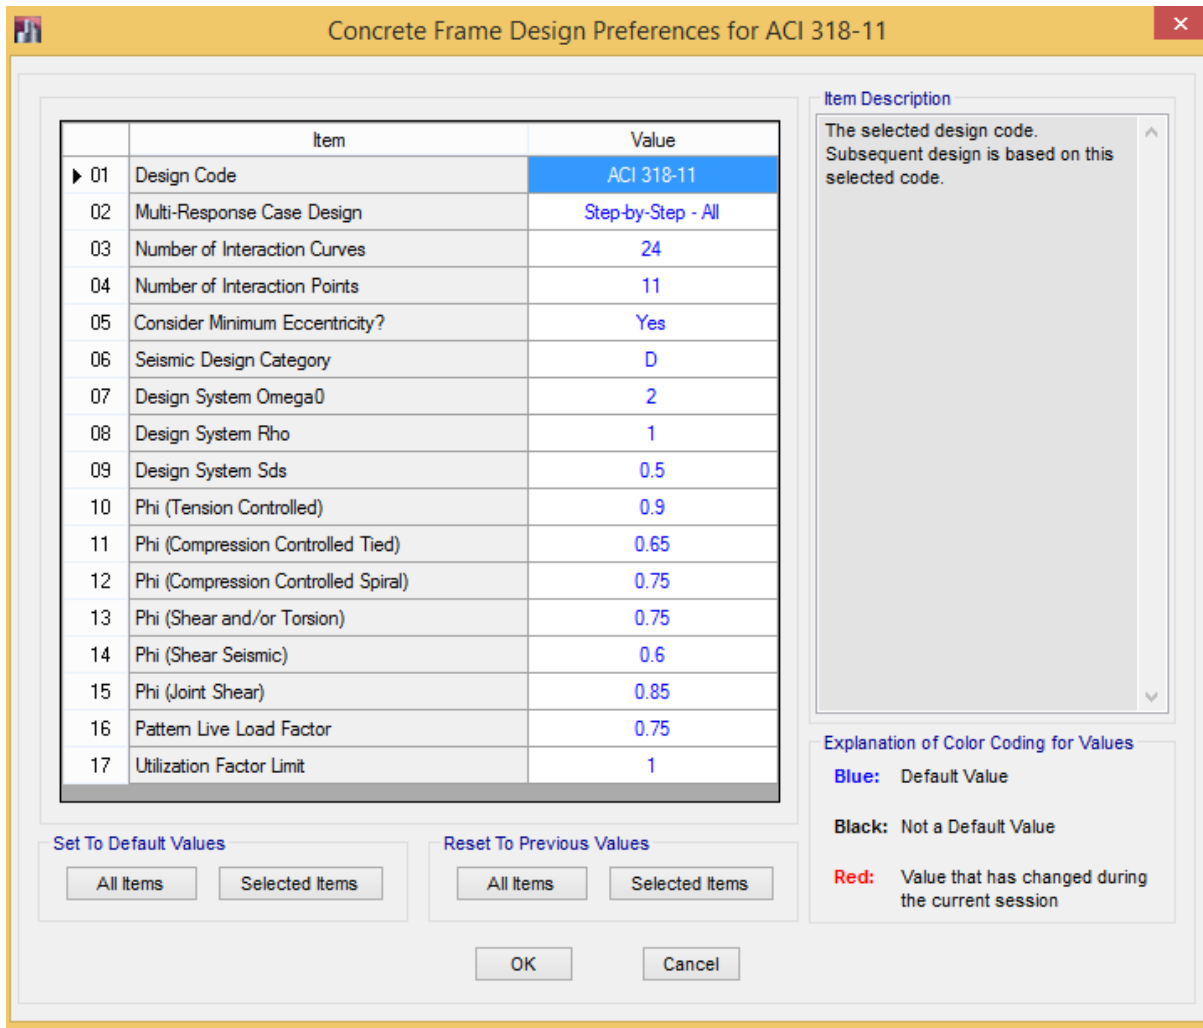 Concrete Frame Design Preferences for ACI 318-11
Item Value
01 Design Code ACI 318-11
02 Multi-Response Case Design Step-by-Step - All
03 Number of Interaction Curves 24
04 Number of Interaction Points 11
05 Consider Minimum Eccentricity? Yes
06 Seismic Design Category D
07 Design System Omega0 2
08 Design System Rho 1
09 Design System Sds 0.5
10 Phi (Tension Controlled) 0.9
11 Phi (Compression Controlled Tied) 0.65
12 Phi (Compression Controlled Spiral) 0.75
13 Phi (Shear and/or Torsion) 0.75
14 Phi (Shear Seismic) 0.6
15 Phi (Joint Shear) 0.85
16 Pattern Live Load Factor 0.75
17 Utilization Factor Limit 1
Set To Default Values
All Items Selected Items
Reset To Previous Values
All Items Selected Items
Item Description
The selected design code.
Subsequent design is based on this
selected code.
Explanation of Color Coding for Values
Blue: Default Value
Black: Not a Default Value
Red: Value that has changed during
the current session
OK Cancel